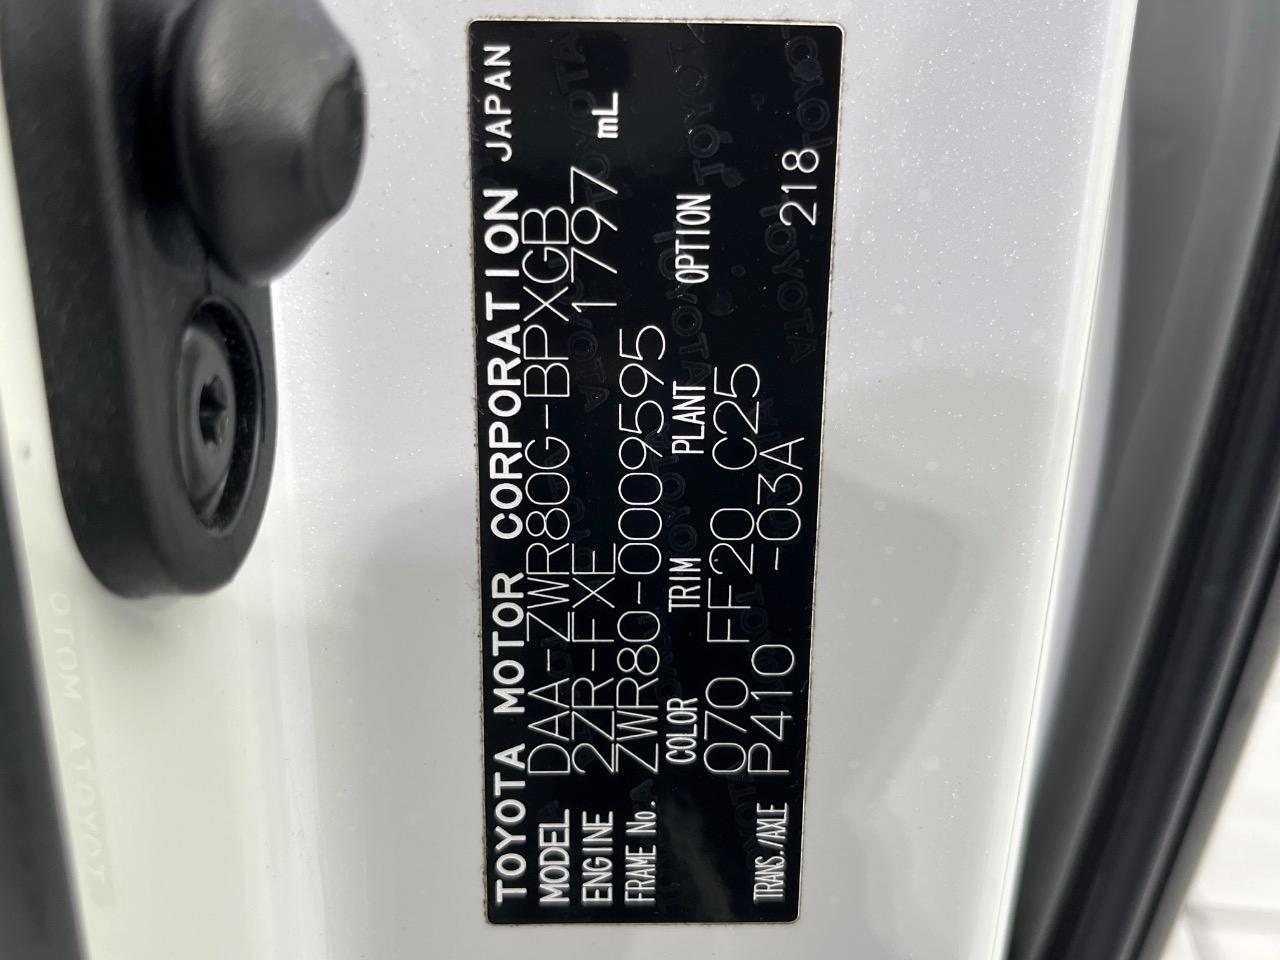 TOYOTA MOTOR CORPORATION JAPAN
MODEL DAA-ZWR80G-BPXGB
ENGINE 2ZR-FXE 1797 mL
FRAME No. ZWR80-0009595
COLOR TRIM PLANT OPTION
070 FF20 C25
TRANS./AXLE P410 -03A 218